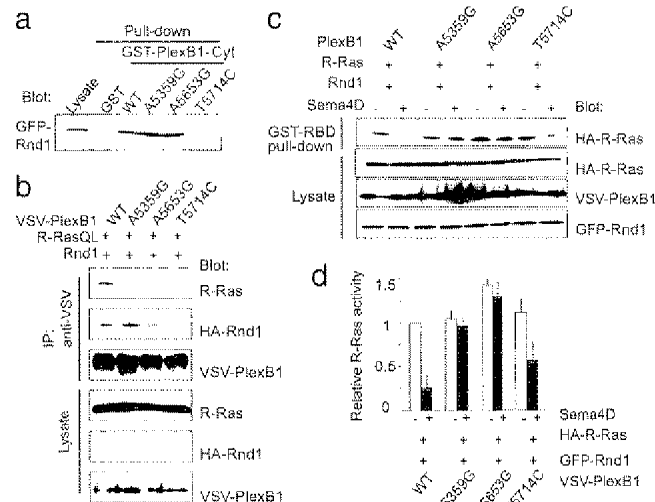 a
Pull-down
GST-PlexB1-Cyt
Blot:
Lysate
GST
WT
A5359G
A5653G
T5714C
GFP-
Rnd1
b
VSV-PlexB1
WT
A5359G
A5653G
T5714C
R-RasQL
+ + + +
Rnd1
+ + + +
Blot:
IP:
anti-VSV
R-Ras
HA-Rnd1
VSV-PlexB1
Lysate
R-Ras
HA-Rnd1
VSV-PlexB1
c
PlexB1
WT
A5359G
A5653G
T5714C
R-Ras
+ + + +
Rnd1
+ + + +
Sema4D
- + - + - + - +
Blot:
GST-RBD
pull-down
HA-R-Ras
Lysate
HA-R-Ras
VSV-PlexB1
GFP-Rnd1
d
Relative R-Ras activity
1.5
1
0.5
0
- + - + - + - +
Sema4D
+ + + +
HA-R-Ras
+ + + +
GFP-Rnd1
WT
5359G
5653G
5714C
VSV-PlexB1